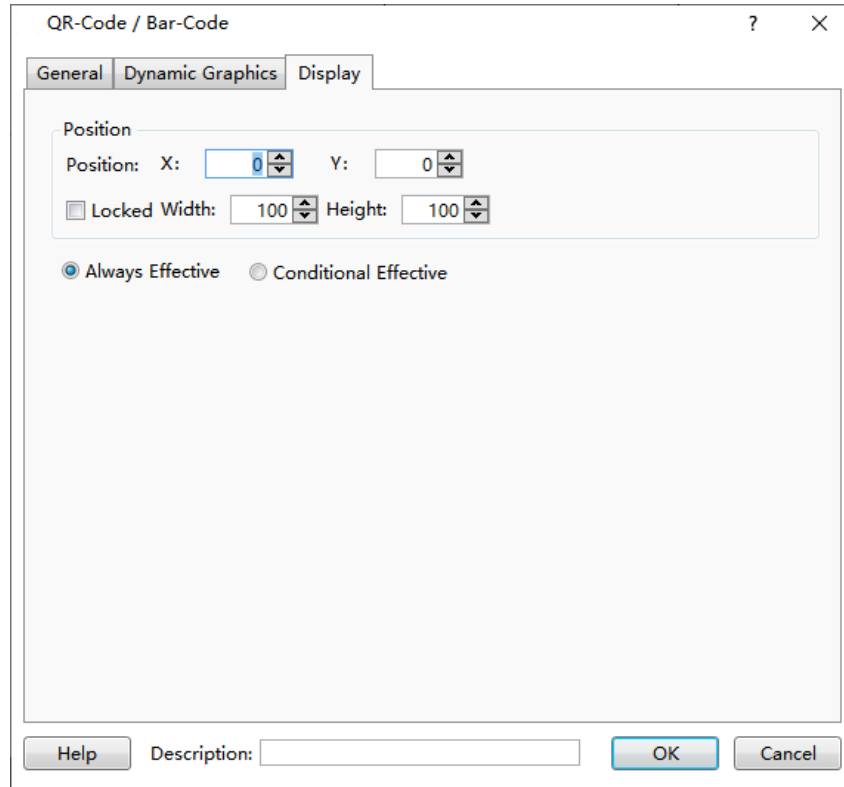 QR-Code / Bar-Code ?
General Dynamic Graphics Display
Position
Position: X: 0 Y: 0
Locked Width: 100 Height: 100
Always Effective Conditional Effective
Help Description: OK Cancel